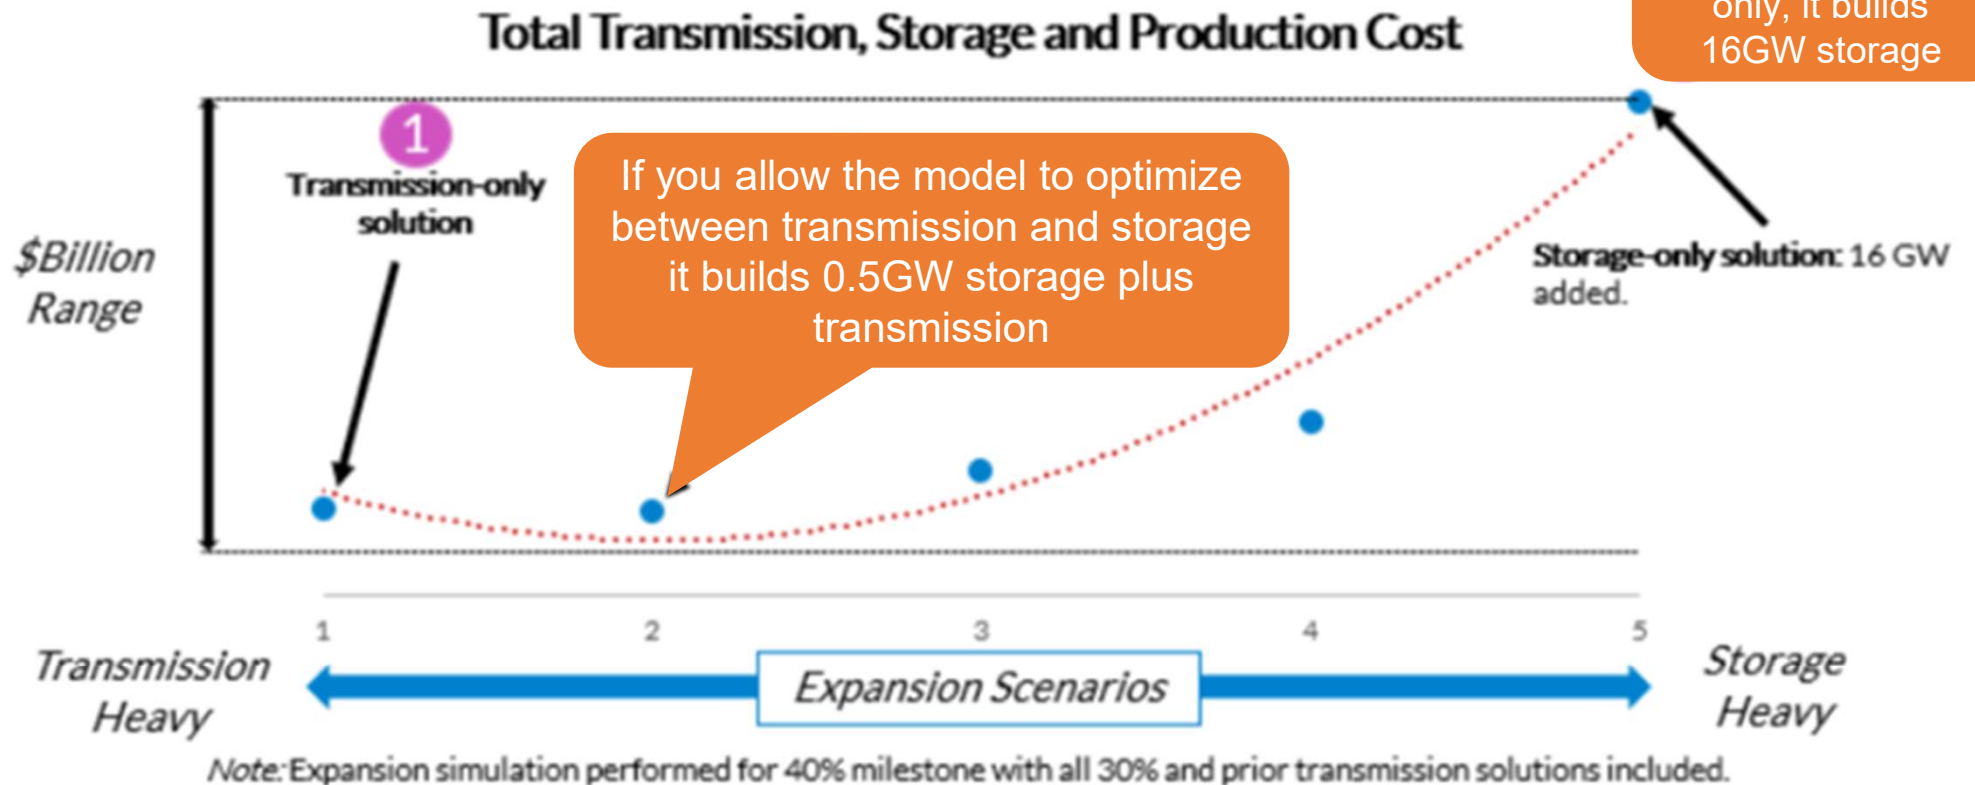 Total Transmission, Storage and Production Cost
only, it builds
16GW storage
1
Transmission-only
solution
If you allow the model to optimize
between transmission and storage
it builds 0.5GW storage plus
transmission
$Billion
Range
Storage-only solution: 16 GW
added.
1 2 3 4 5
Transmission
Heavy
Expansion Scenarios
Storage
Heavy
Note: Expansion simulation performed for 40% milestone with all 30% and prior transmission solutions included.